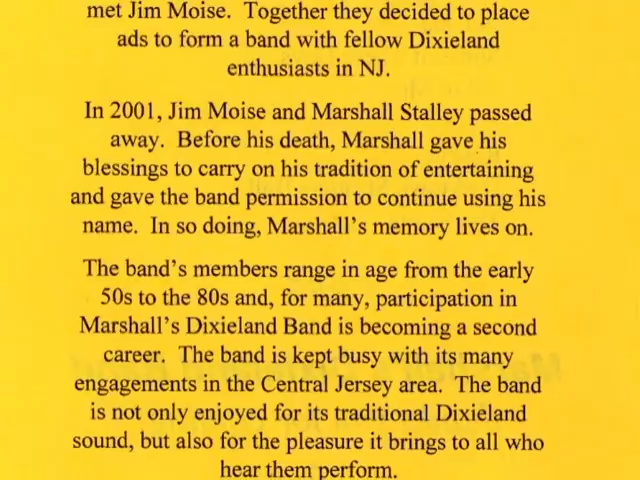 met Jim Moise.  Together they decided to place
ads to form a band with fellow Dixieland
enthusiasts in NJ.
In 2001, Jim Moise and Marshall Stalley passed
away.  Before his death, Marshall gave his
blessings to carry on his tradition of entertaining
and gave the band permission to continue using his
name.  In so doing, Marshall's memory lives on.
The band's members range in age from the early
50s to the 80s and, for many, participation in
Marshall's Dixieland Band is becoming a second
career.  The band is kept busy with its many
engagements in the Central Jersey area.  The band
is not only enjoyed for its traditional Dixieland
sound, but also for the pleasure it brings to all who
hear them perform.